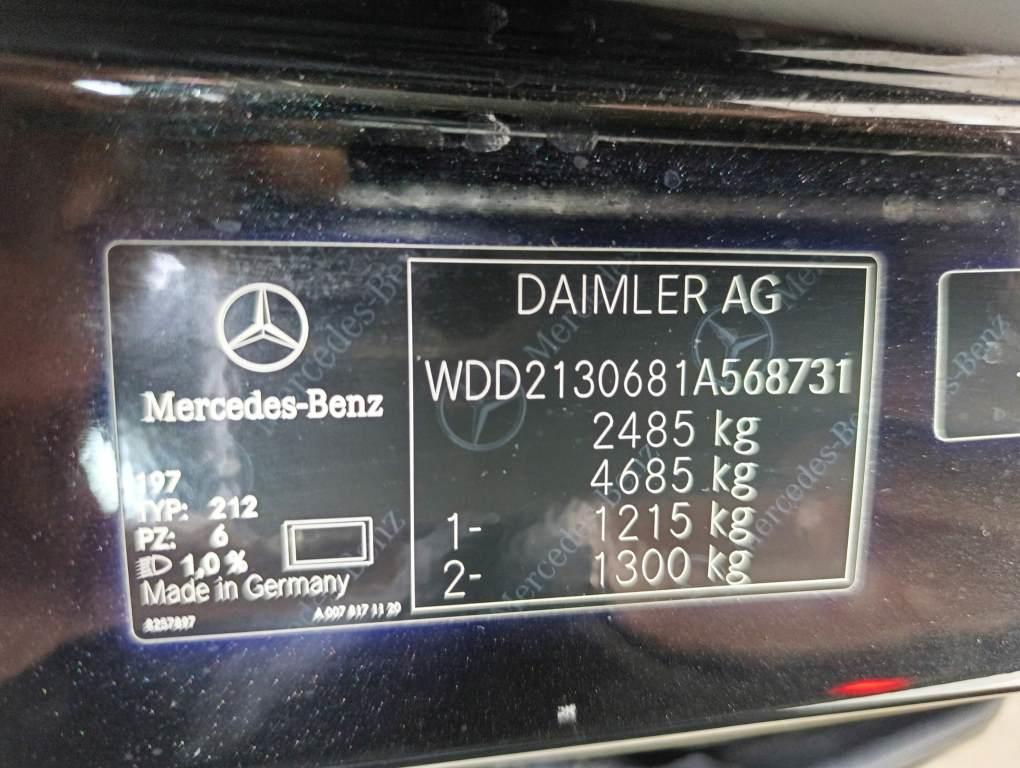 Mercedes-Benz
197
TYP: 212
PZ: 6
1,0 %
Made in Germany
A 007 817 11 20
DAIMLER AG
WDD2130681A568731
2485 kg
4685 kg
1- 1215 kg
2- 1300 kg